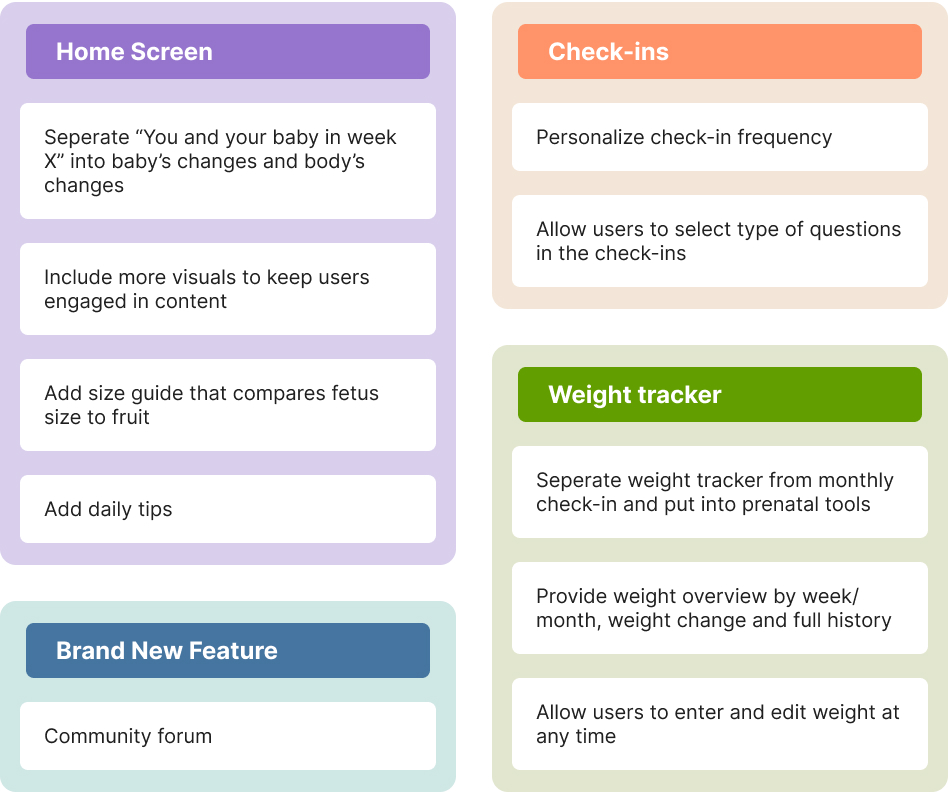 Home Screen
Seperate “You and your baby in week
X” into baby’s changes and body’s
changes
Include more visuals to keep users
engaged in content
Add size guide that compares fetus
size to fruit
Add daily tips
Brand New Feature
Community forum
Check-ins
Personalize check-in frequency
Allow users to select type of questions
in the check-ins
Weight tracker
Seperate weight tracker from monthly
check-in and put into prenatal tools
Provide weight overview by week/
month, weight change and full history
Allow users to enter and edit weight at
any time